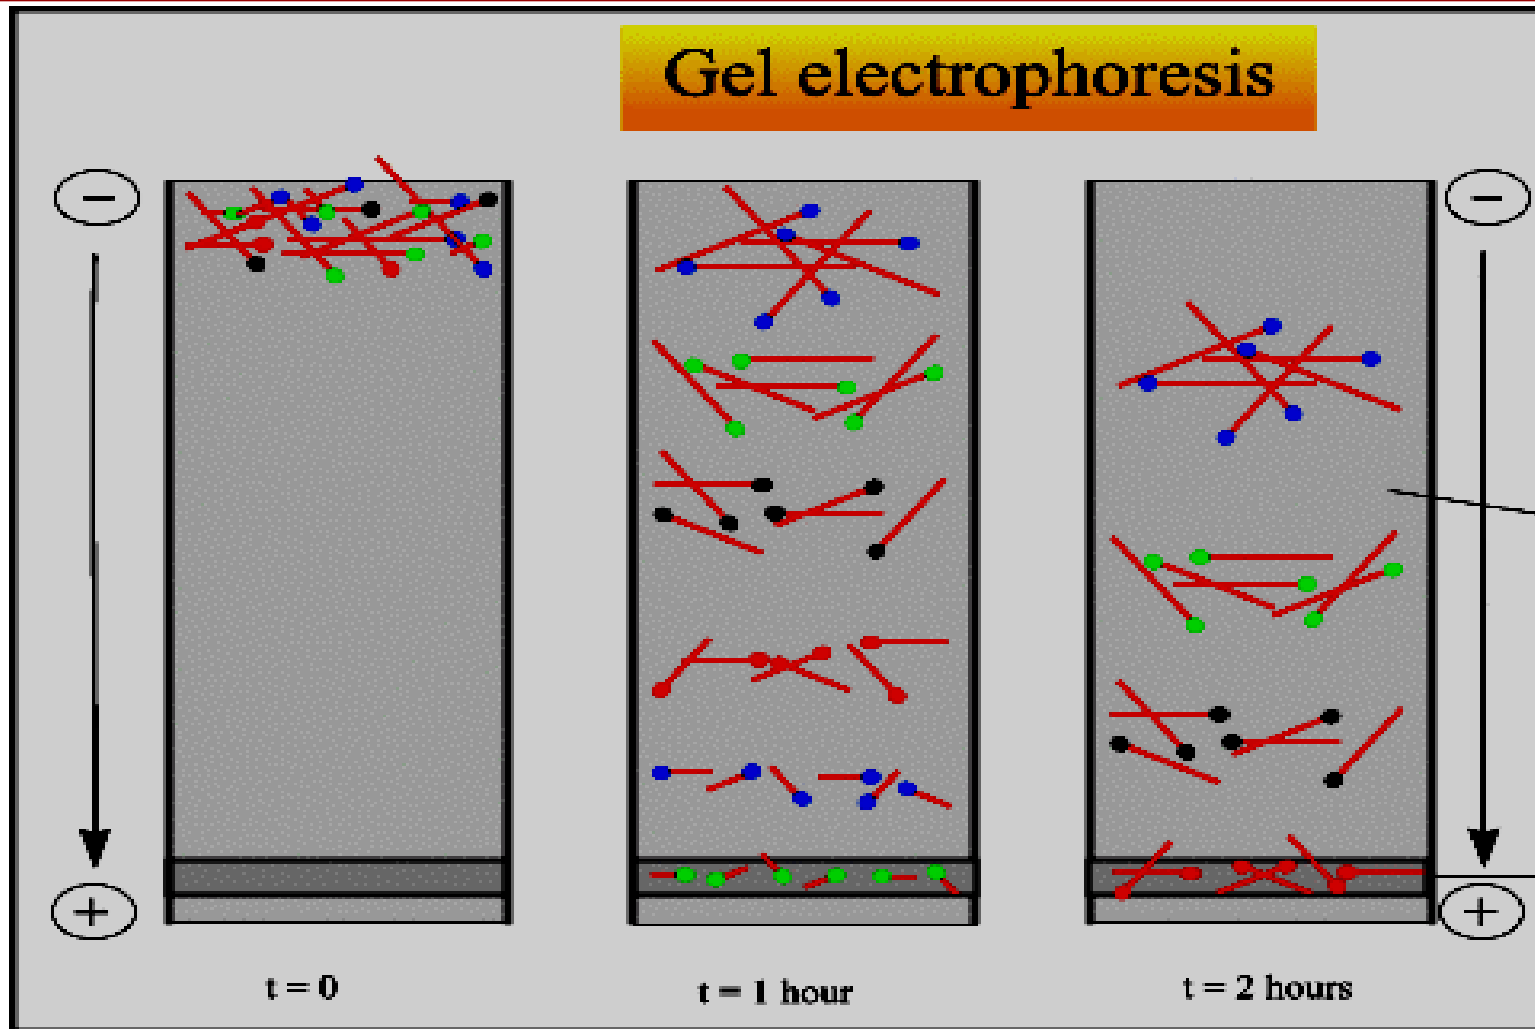 Gel electrophoresis
−
−
+
+
t = 0
t = 1 hour
t = 2 hours